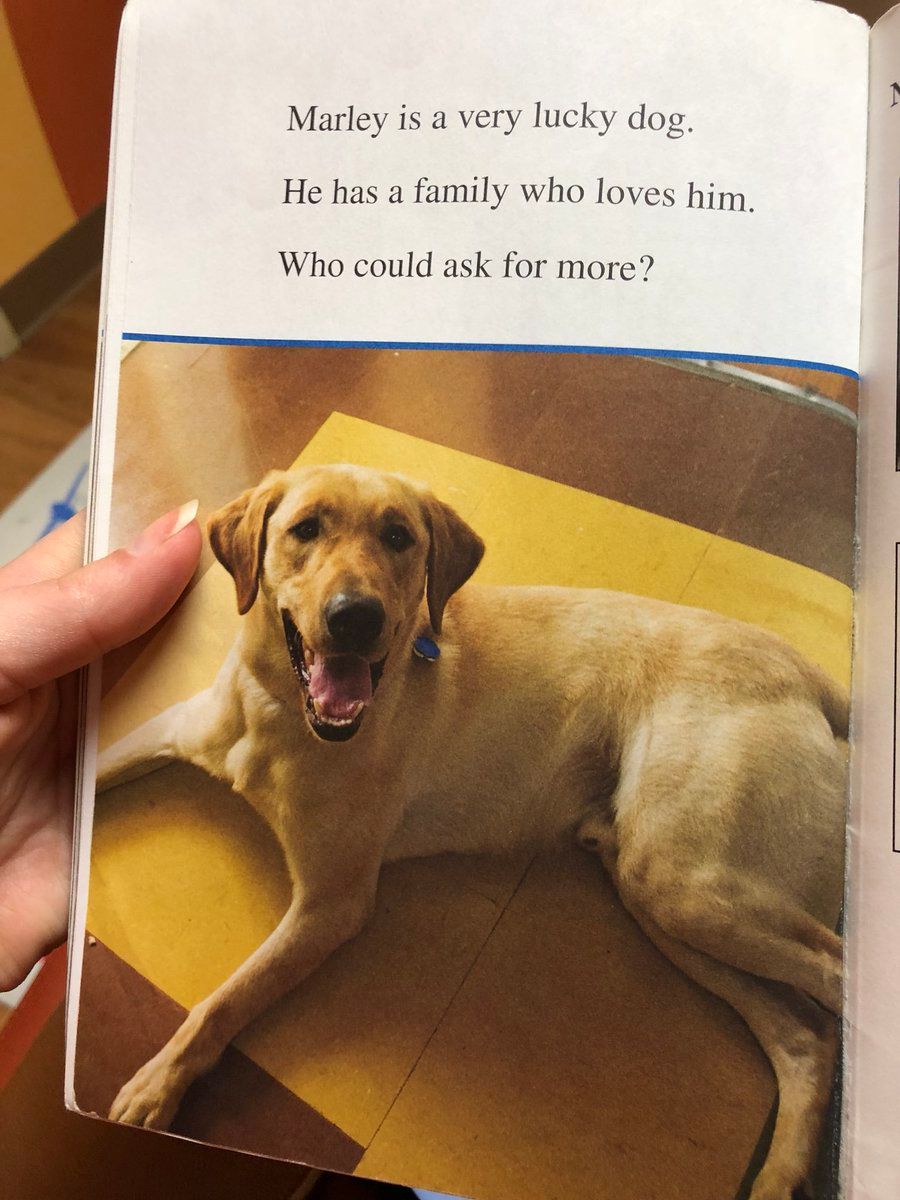 Marley is a very lucky dog.
He has a family who loves him.
Who could ask for more?